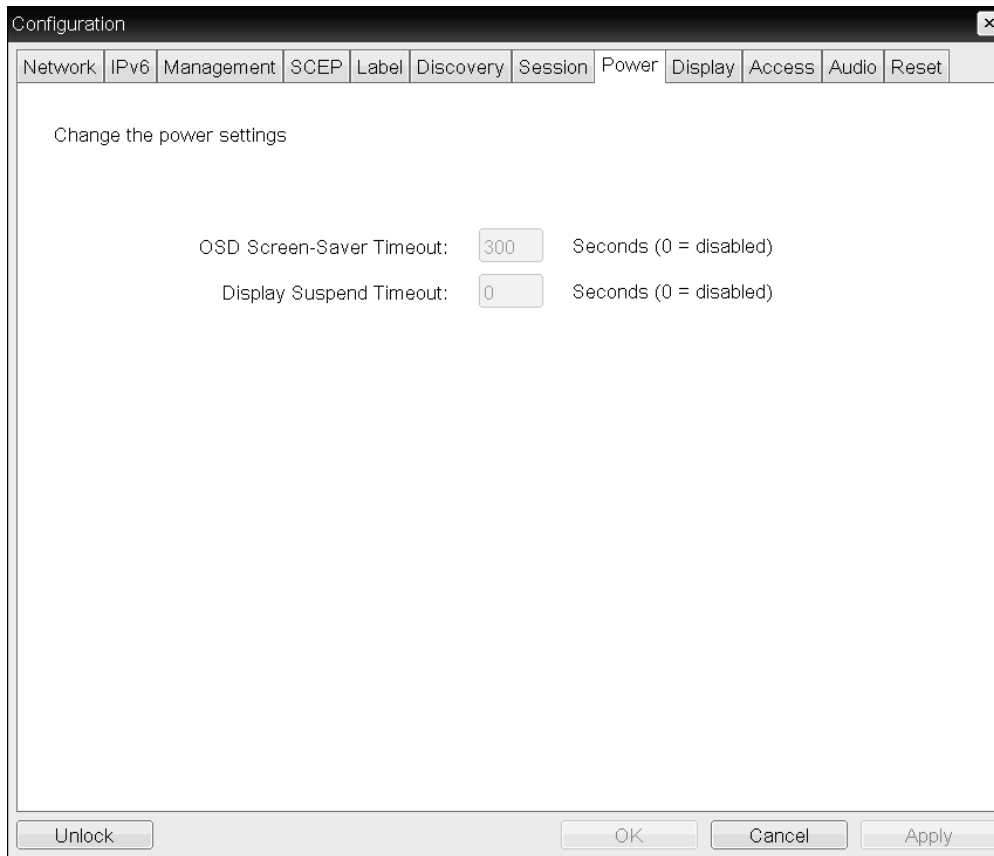 Configuration
Network IPv6 Management SCEP Label Discovery Session Power Display Access Audio Reset
Change the power settings
OSD Screen-Saver Timeout: 300 Seconds (0 = disabled)
Display Suspend Timeout: 0 Seconds (0 = disabled)
Unlock OK Cancel Apply